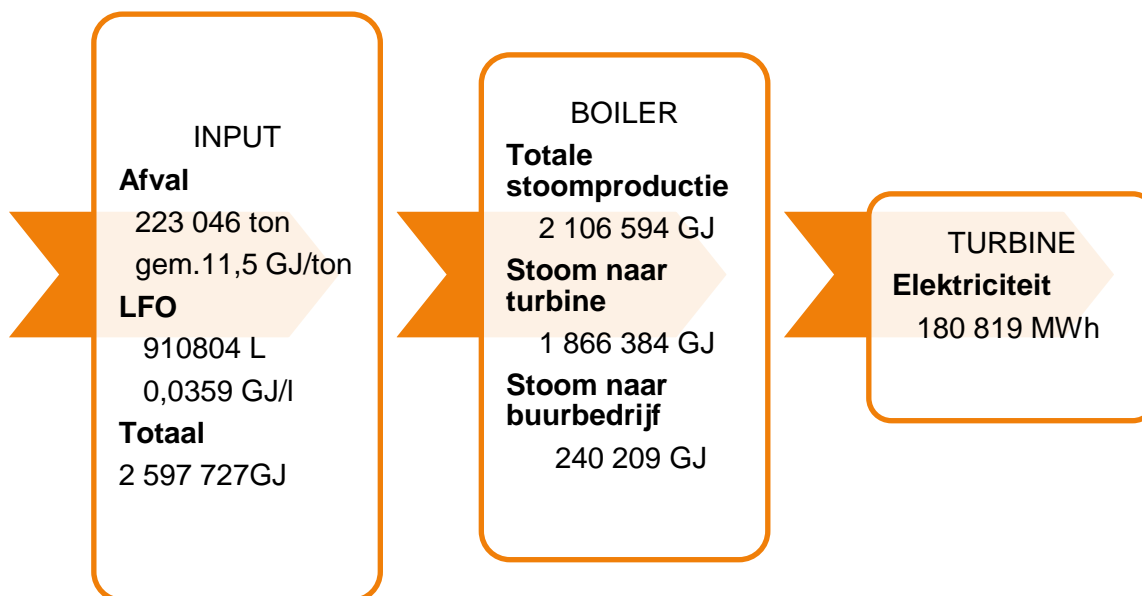 INPUT
Afval
223 046 ton
gem.11,5 GJ/ton
LFO
910804 L
0,0359 GJ/l
Totaal
2 597 727GJ
BOILER
Totale
stoomproductie
2 106 594 GJ
Stoom naar
turbine
1 866 384 GJ
Stoom naar
buurbedrijf
240 209 GJ
TURBINE
Elektriciteit
180 819 MWh